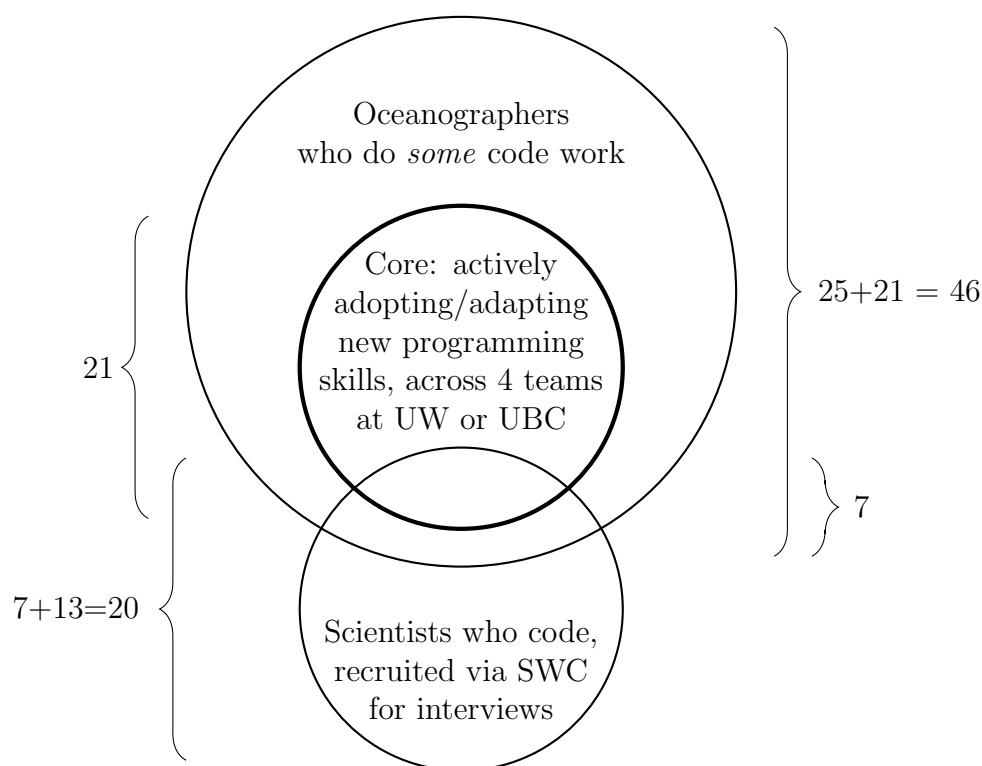 Oceanographers
who do some code work
Core: actively
adopting/adapting
new programming
skills, across 4 teams
at UW or UBC
25+21 = 46
21
7
7+13=20
Scientists who code,
recruited via SWC
for interviews